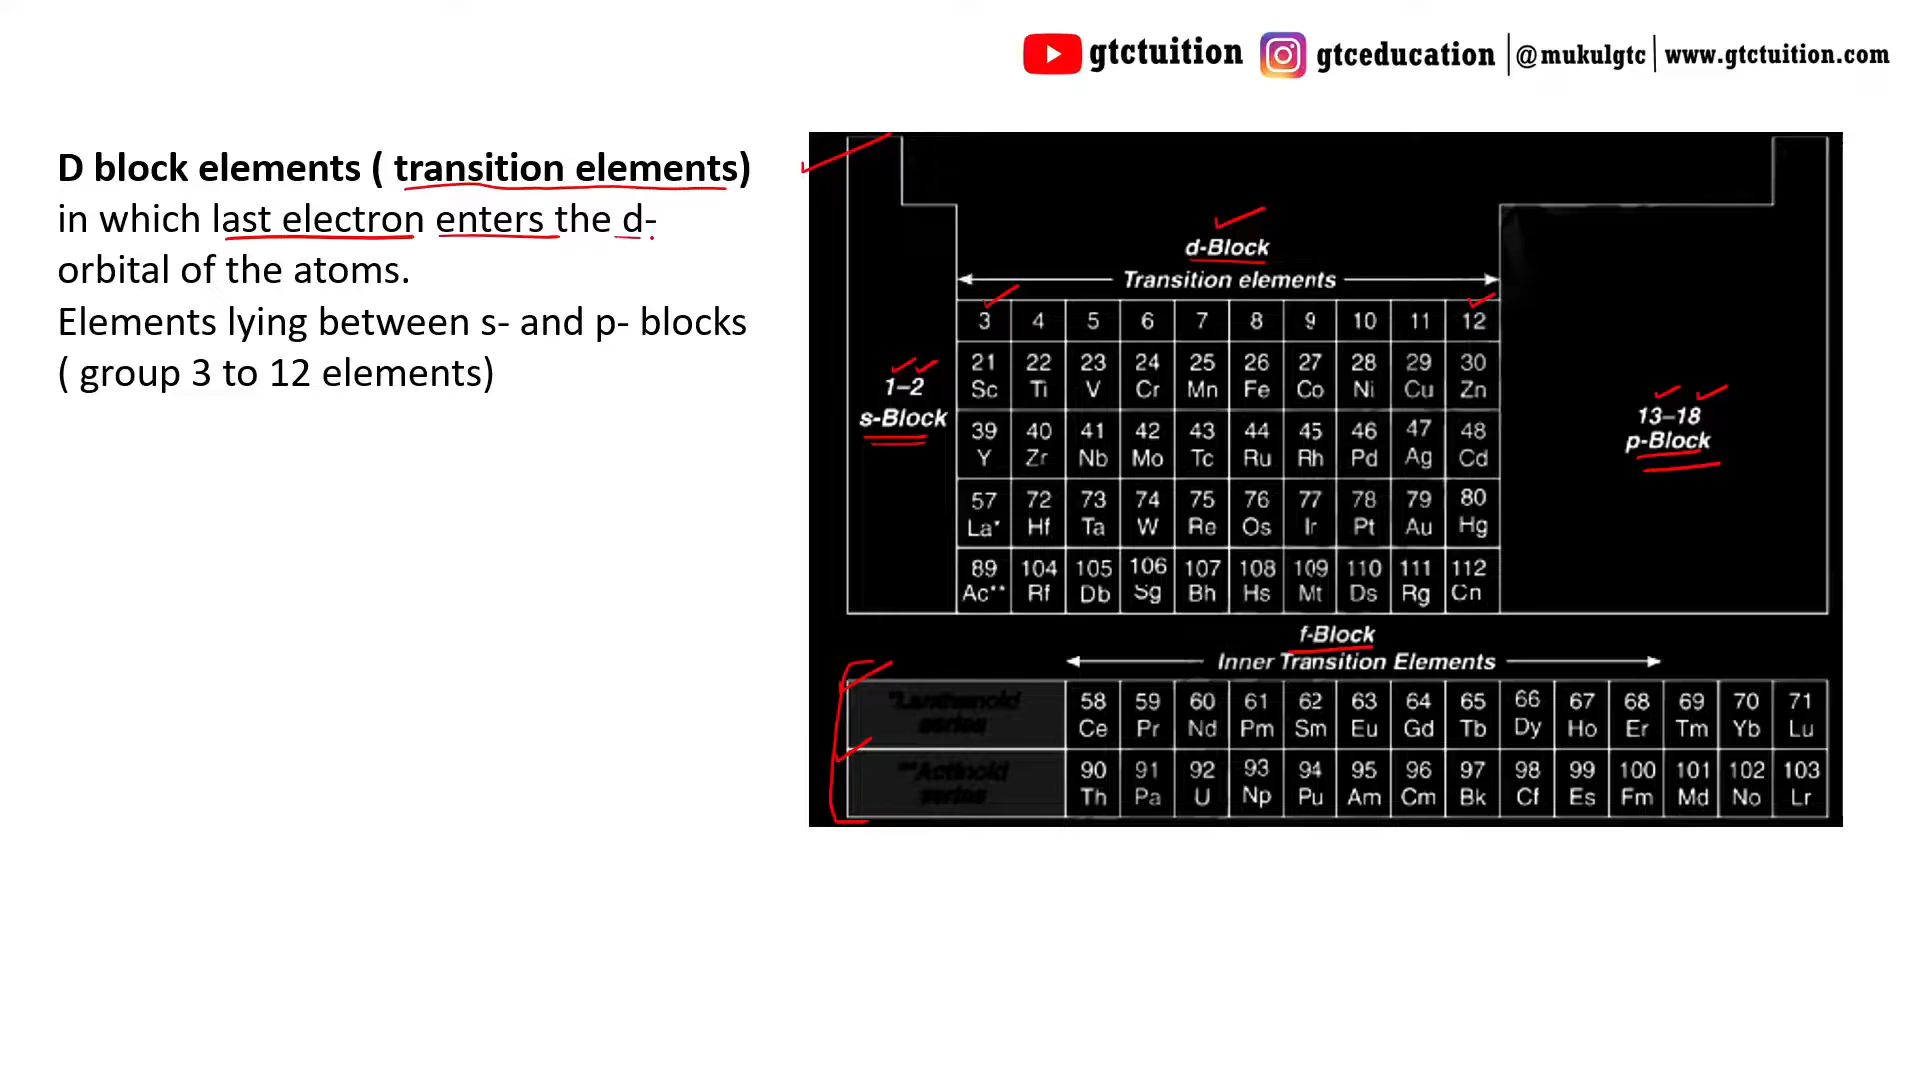 gtctuition gtceducation @mukulgtc www.gtctuition.com
D block elements ( transition elements)
in which last electron enters the d-
orbital of the atoms.
Elements lying between s- and p- blocks
( group 3 to 12 elements)
d-Block
Transition elements
3 4 5 6 7 8 9 10 11 12
21 22 23 24 25 26 27 28 29 30
Sc Ti V Cr Mn Fe Co Ni Cu Zn
1–2
s-Block
13–18
p-Block
39 40 41 42 43 44 45 46 47 48
Y Zr Nb Mo Tc Ru Rh Pd Ag Cd
57 72 73 74 75 76 77 78 79 80
La* Hf Ta W Re Os Ir Pt Au Hg
89 104 105 106 107 108 109 110 111 112
Ac** Rf Db Sg Bh Hs Mt Ds Rg Cn
f-Block
Inner Transition Elements
*Lanthanoid
series
58 59 60 61 62 63 64 65 66 67 68 69 70 71
Ce Pr Nd Pm Sm Eu Gd Tb Dy Ho Er Tm Yb Lu
**Actinoid
series
90 91 92 93 94 95 96 97 98 99 100 101 102 103
Th Pa U Np Pu Am Cm Bk Cf Es Fm Md No Lr